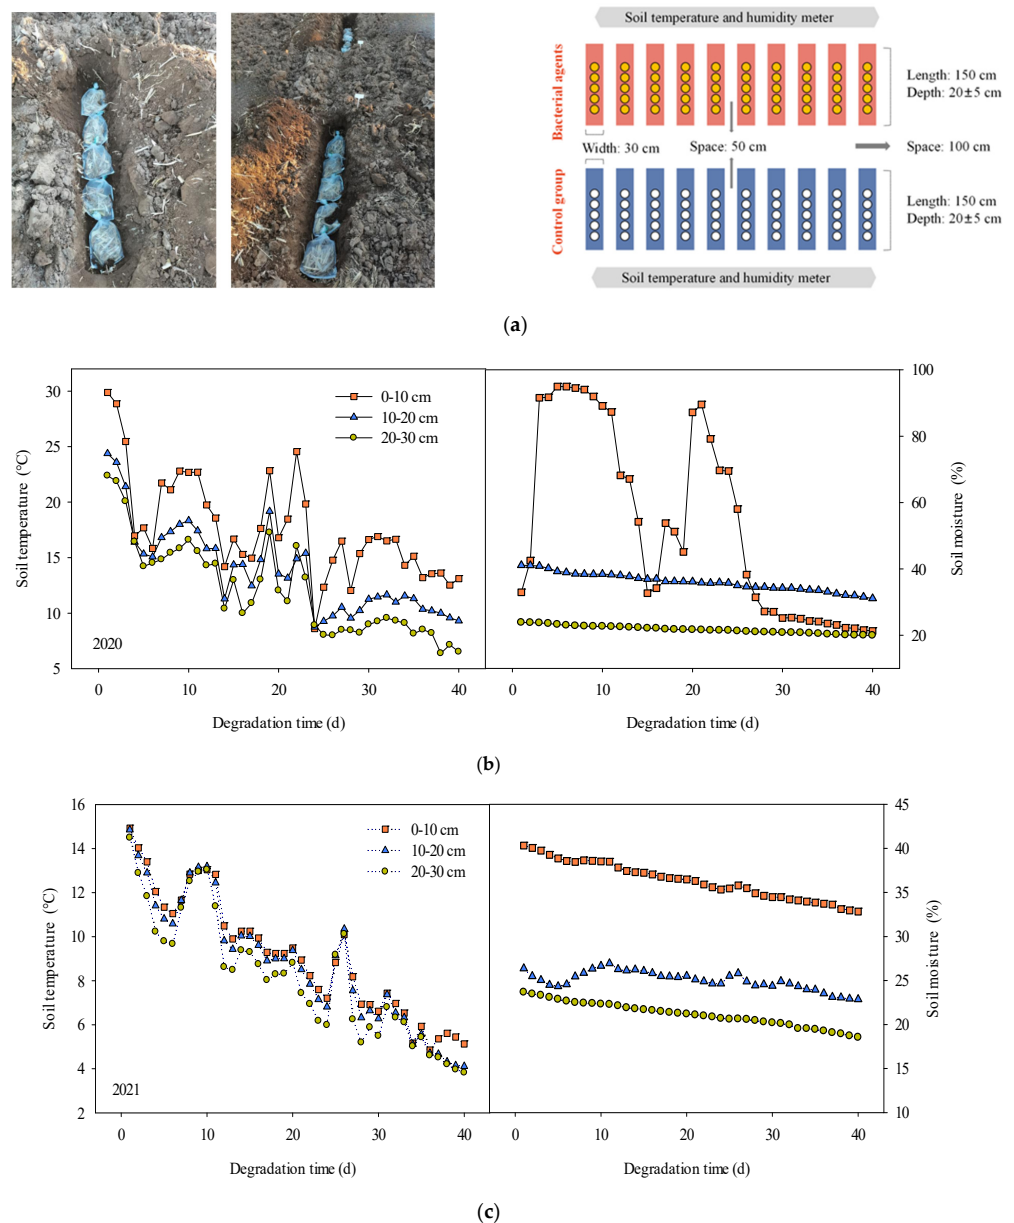 Soil temperature and humidity meter
Bacterial agents
Length: 150 cm
Depth: 20±5 cm
Width: 30 cm
Space: 50 cm
Space: 100 cm
Control group
Length: 150 cm
Depth: 20±5 cm
Soil temperature and humidity meter
(a)
30
25
20
15
10
5
Soil temperature (°C)
0-10 cm
10-20 cm
20-30 cm
2020
0
10
20
30
40
Degradation time (d)
100
80
60
40
20
Soil moisture (%)
0
10
20
30
40
Degradation time (d)
(b)
16
14
12
10
8
6
4
2
Soil temperature (°C)
0-10 cm
10-20 cm
20-30 cm
2021
0
10
20
30
40
Degradation time (d)
45
40
35
30
25
20
15
10
Soil moisture (%)
0
10
20
30
40
Degradation time (d)
(c)